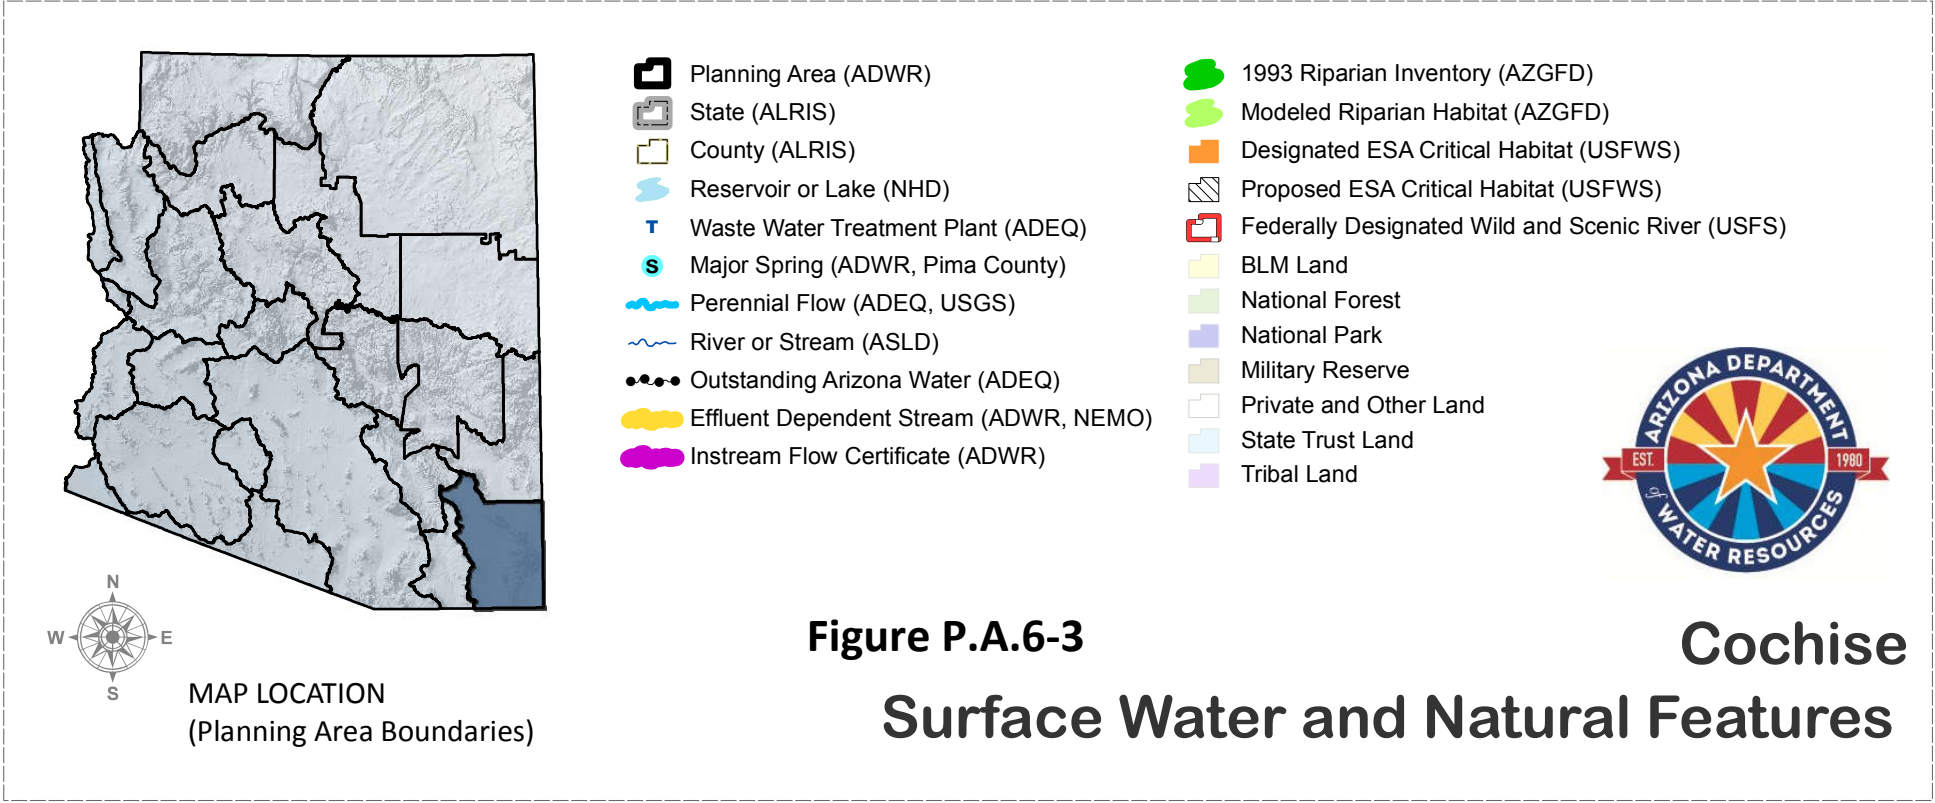 Planning Area (ADWR)
State (ALRIS)
County (ALRIS)
Reservoir or Lake (NHD)
T Waste Water Treatment Plant (ADEQ)
S Major Spring (ADWR, Pima County)
Perennial Flow (ADEQ, USGS)
River or Stream (ASLD)
Outstanding Arizona Water (ADEQ)
Effluent Dependent Stream (ADWR, NEMO)
Instream Flow Certificate (ADWR)
1993 Riparian Inventory (AZGFD)
Modeled Riparian Habitat (AZGFD)
Designated ESA Critical Habitat (USFWS)
Proposed ESA Critical Habitat (USFWS)
Federally Designated Wild and Scenic River (USFS)
BLM Land
National Forest
National Park
Military Reserve
Private and Other Land
State Trust Land
Tribal Land
ARIZONA DEPARTMENT
EST. 1980
of WATER RESOURCES
N
W E
S
MAP LOCATION
(Planning Area Boundaries)
Figure P.A.6-3
Cochise
Surface Water and Natural Features